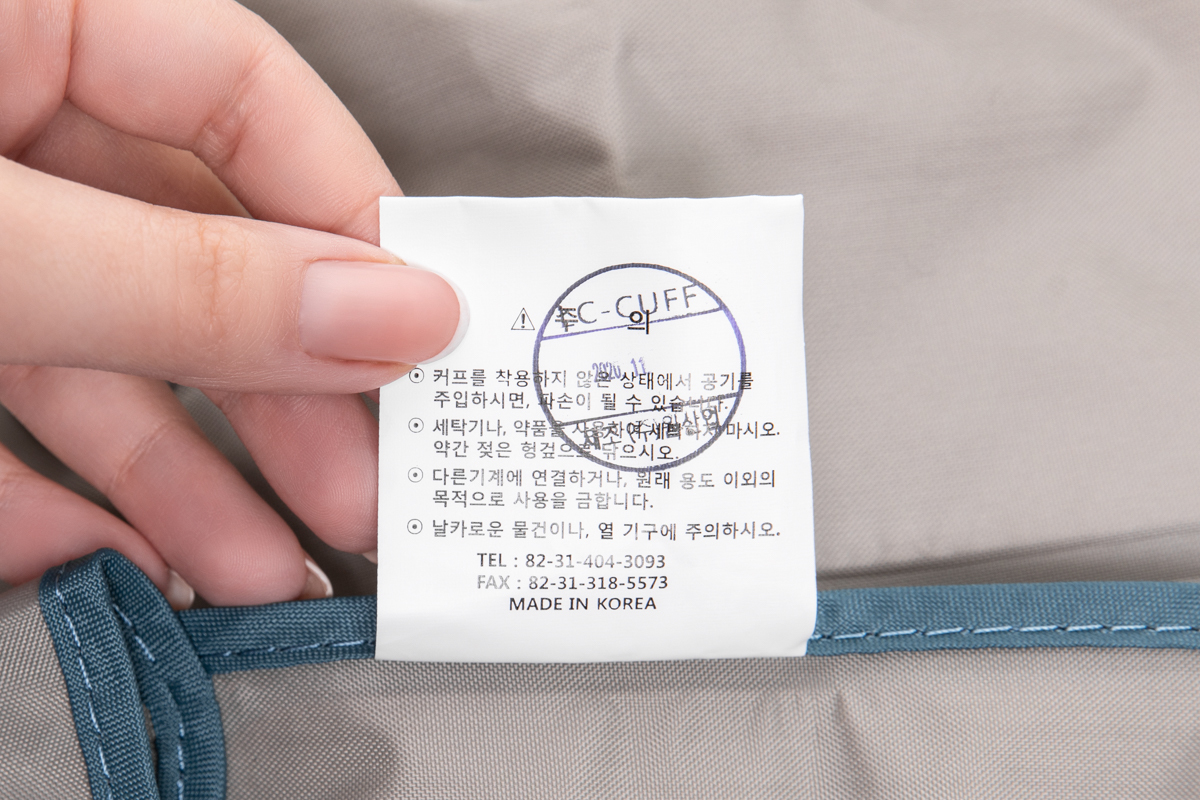 C-CUFF
⚠ 주 의
2020. 11
⊙ 커프를 착용하지 않은 상태에서 공기를
주입하시면, 파손이 될 수 있습니다.
⊙ 세탁기나, 약품을 사용하여 세탁하지 마시오.
약간 젖은 헝겊으로 닦으시오.
⊙ 다른기계에 연결하거나, 원래 용도 이외의
목적으로 사용을 금합니다.
⊙ 날카로운 물건이나, 열 기구에 주의하시오.
TEL : 82-31-404-3093
FAX : 82-31-318-5573
MADE IN KOREA